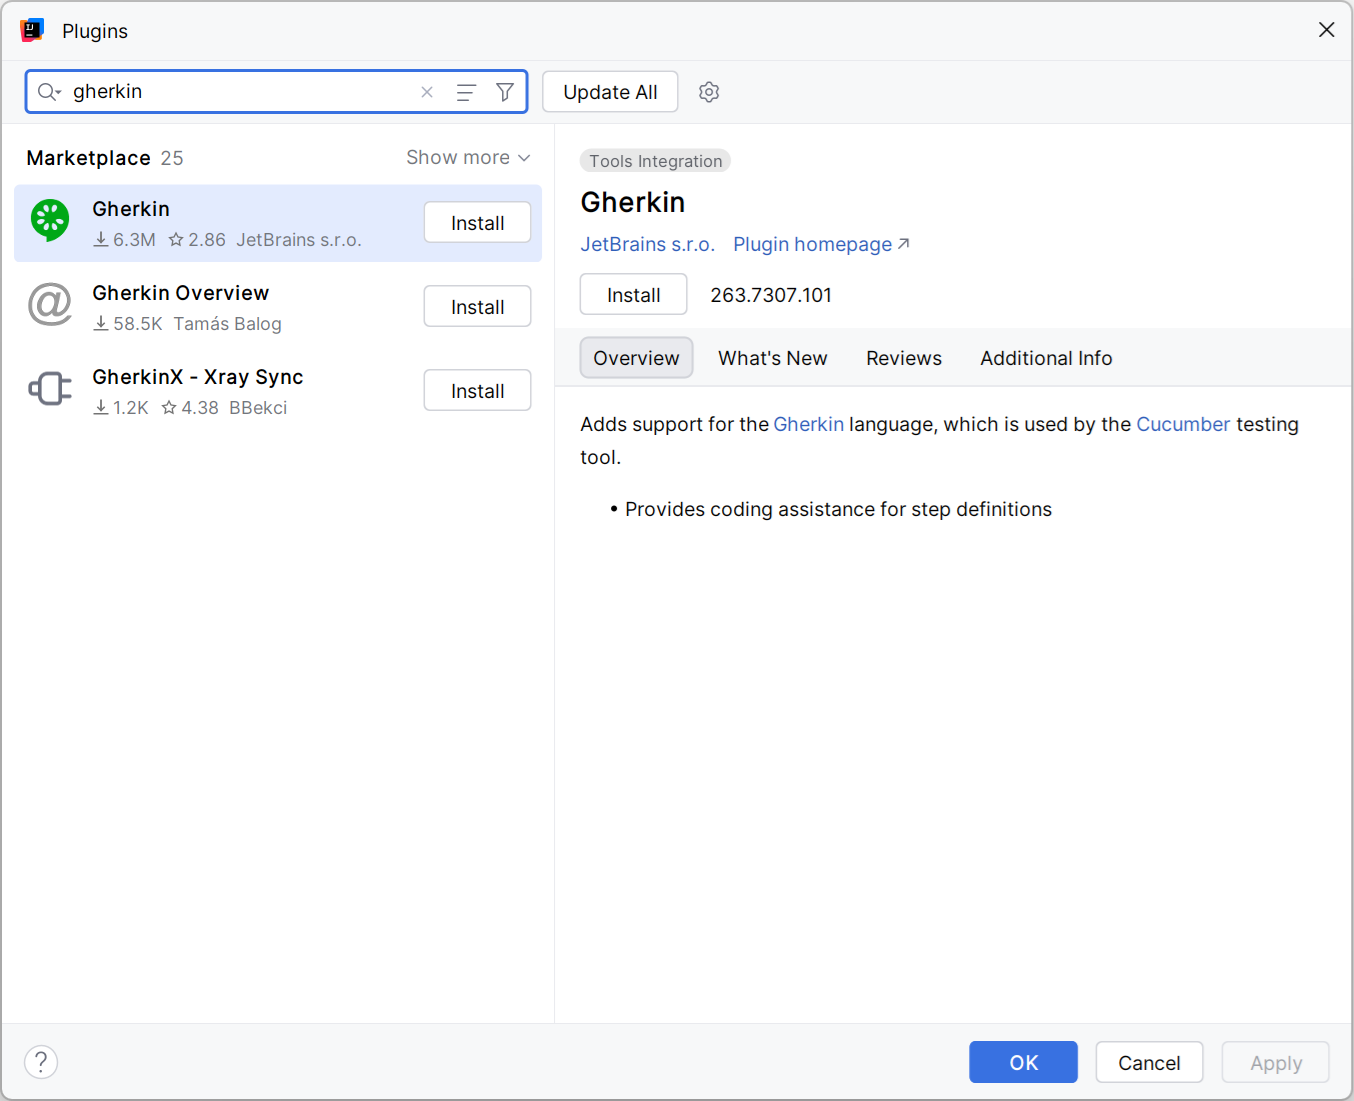 Plugins
gherkin
Update All
Marketplace 25
Show more
Gherkin
6.3M 2.86 JetBrains s.r.o.
Install
Gherkin Overview
58.5K Tamás Balog
Install
GherkinX - Xray Sync
1.2K 4.38 BBekci
Install
Tools Integration
Gherkin
JetBrains s.r.o. Plugin homepage
Install 263.7307.101
Overview What's New Reviews Additional Info
Adds support for the Gherkin language, which is used by the Cucumber testing
tool.
• Provides coding assistance for step definitions
?
OK Cancel Apply